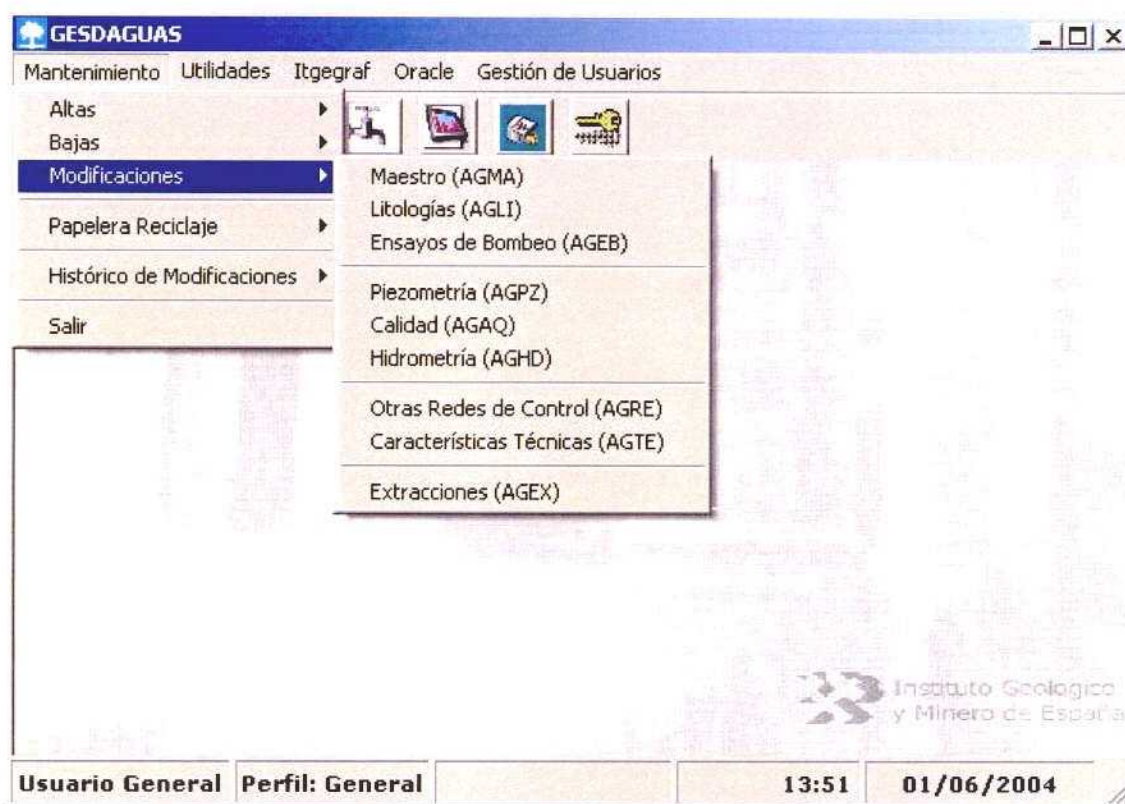 GESDAGUAS
Mantenimiento Utilidades Itgegraf Oracle Gestión de Usuarios
Altas
Bajas
Modificaciones
Papelera Reciclaje
Histórico de Modificaciones
Salir
Maestro (AGMA)
Litologías (AGLI)
Ensayos de Bombeo (AGEB)
Piezometría (AGPZ)
Calidad (AGAQ)
Hidrometría (AGHD)
Otras Redes de Control (AGRE)
Características Técnicas (AGTE)
Extracciones (AGEX)
Instituto Geologico
y Minero de España
Usuario General Perfil: General 13:51 01/06/2004